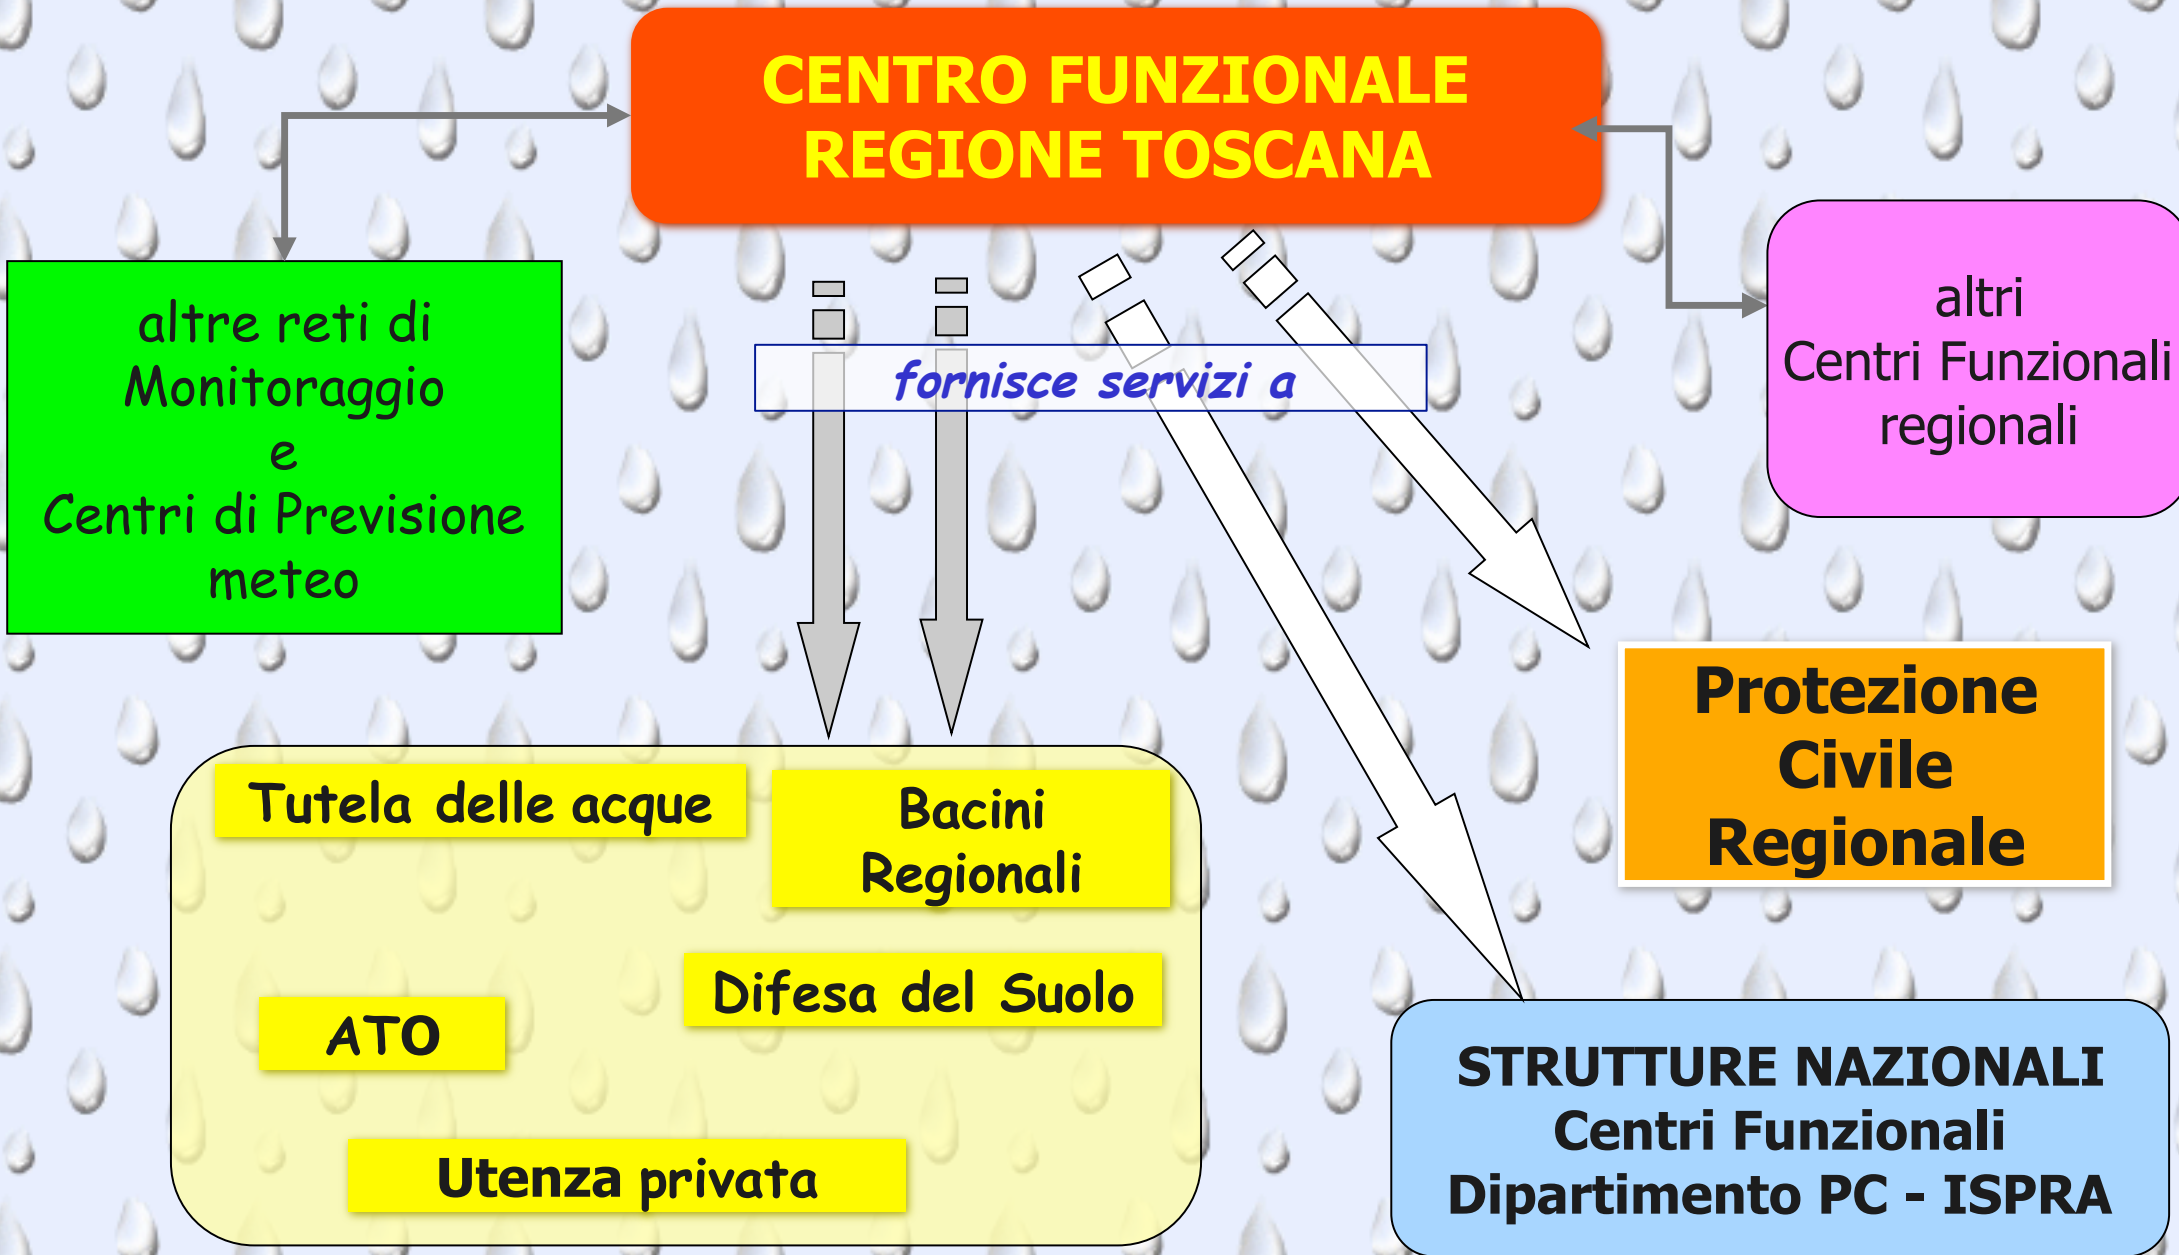 CENTRO FUNZIONALE
REGIONE TOSCANA
altre reti di
Monitoraggio
e
Centri di Previsione
meteo
fornisce servizi a
altri
Centri Funzionali
regionali
Protezione
Civile
Regionale
Tutela delle acque
Bacini
Regionali
Difesa del Suolo
ATO
Utenza privata
STRUTTURE NAZIONALI
Centri Funzionali
Dipartimento PC - ISPRA